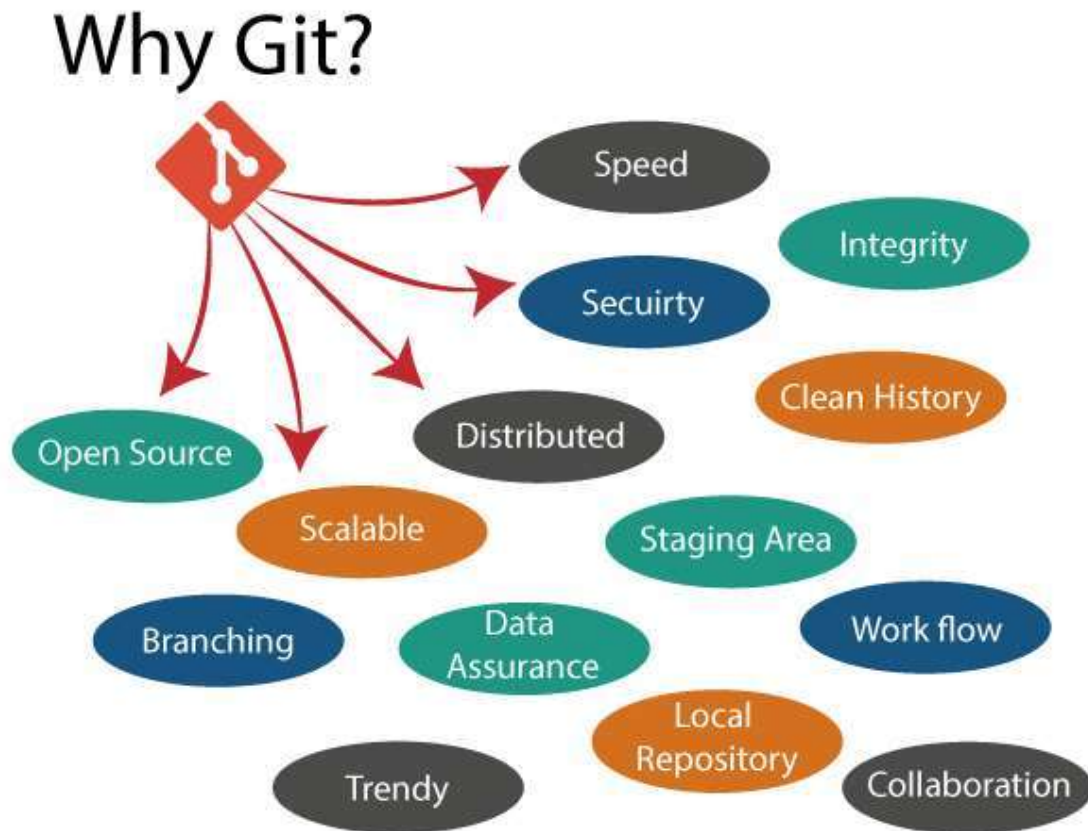 Why Git?
Speed
Integrity
Secuirty
Clean History
Distributed
Open Source
Scalable
Staging Area
Branching
Data
Assurance
Work flow
Local
Repository
Trendy
Collaboration